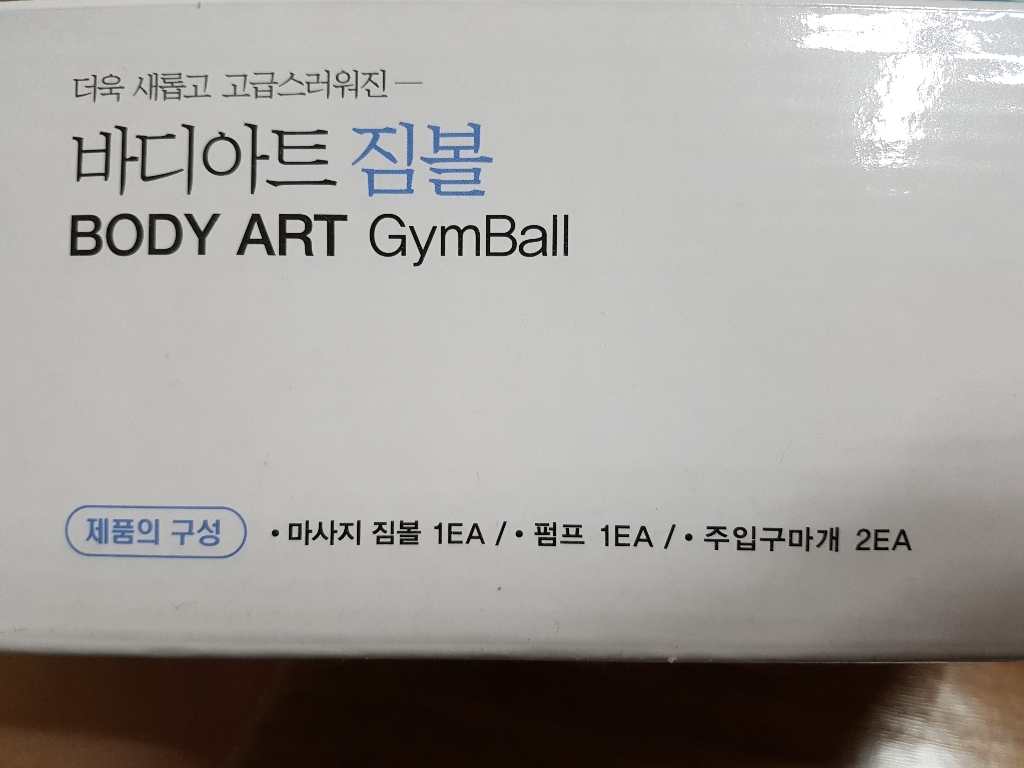 더욱 새롭고 고급스러워진 —
바디아트 짐볼
BODY ART GymBall
제품의 구성 • 마사지 짐볼 1EA / • 펌프 1EA / • 주입구마개 2EA